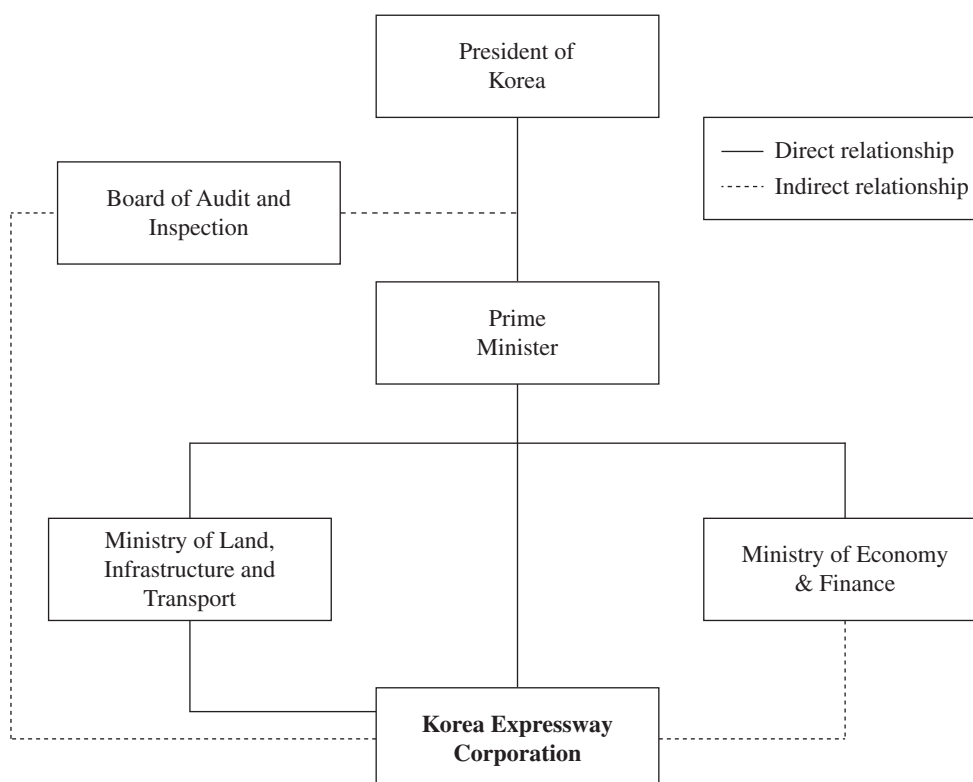 President of
Korea
Direct relationship
Indirect relationship
Board of Audit and
Inspection
Prime
Minister
Ministry of Land,
Infrastructure and
Transport
Ministry of Economy
& Finance
Korea Expressway
Corporation